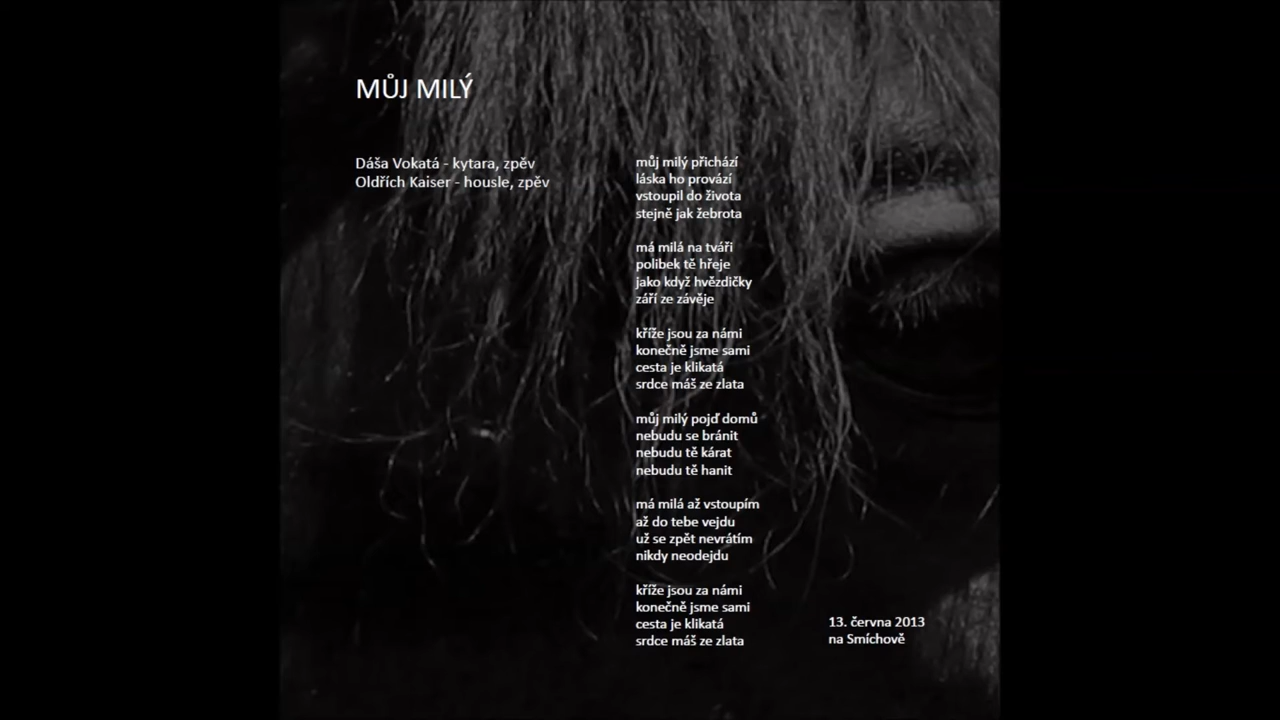 MŮJ MILÝ
Dáša Vokatá - kytara, zpěv
Oldřich Kaiser - housle, zpěv
můj milý přichází
láska ho provází
vstoupil do života
stejně jak žebrota
má milá na tváři
polibek tě hřeje
jako když hvězdičky
září ze závěje
kříže jsou za námi
konečně jsme sami
cesta je klikatá
srdce máš ze zlata
můj milý pojď domů
nebudu se bránit
nebudu tě kárat
nebudu tě hanit
má milá až vstoupím
až do tebe vejdu
už se zpět nevrátím
nikdy neodejdu
kříže jsou za námi
konečně jsme sami
cesta je klikatá
srdce máš ze zlata
13. června 2013
na Smíchově